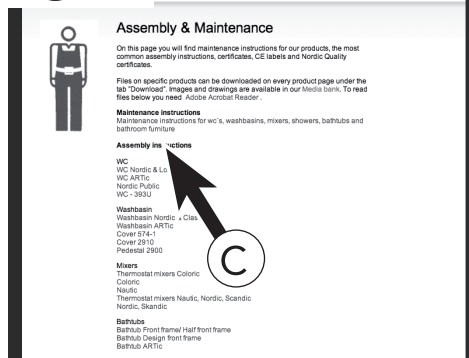 Assembly & Maintenance
On this page you will find maintenance instructions for our products, the most
common assembly instructions, certificates, CE labels and Nordic Quality
certificates.
Files on specific products can be downloaded on every product page under the
tab "Download". Images and drawings are available in our Media bank. To read
files below you need Adobe Acrobat Reader .
Maintenance instructions
Maintenance instructions for wc´s, washbasins, mixers, showers, bathtubs and
bathroom furniture
Assembly
WC
WC Nordic &
WC ARTic
Nordic Public
WC - 393U
Washbasin
Washbasin Nordic
Washbasin ARTic
Cover 574-1
Cover 2910
Pedestal 2900
C
Mixers
Thermostat mixers Coloric
Coloric
Nautic
Thermostat mixers Nautic, Nordic, Scandic
Nordic, Skandic
Bathtubs
Bathtub Front frame/ Half front frame
Bathtub Design front frame
Bathtub ARTic